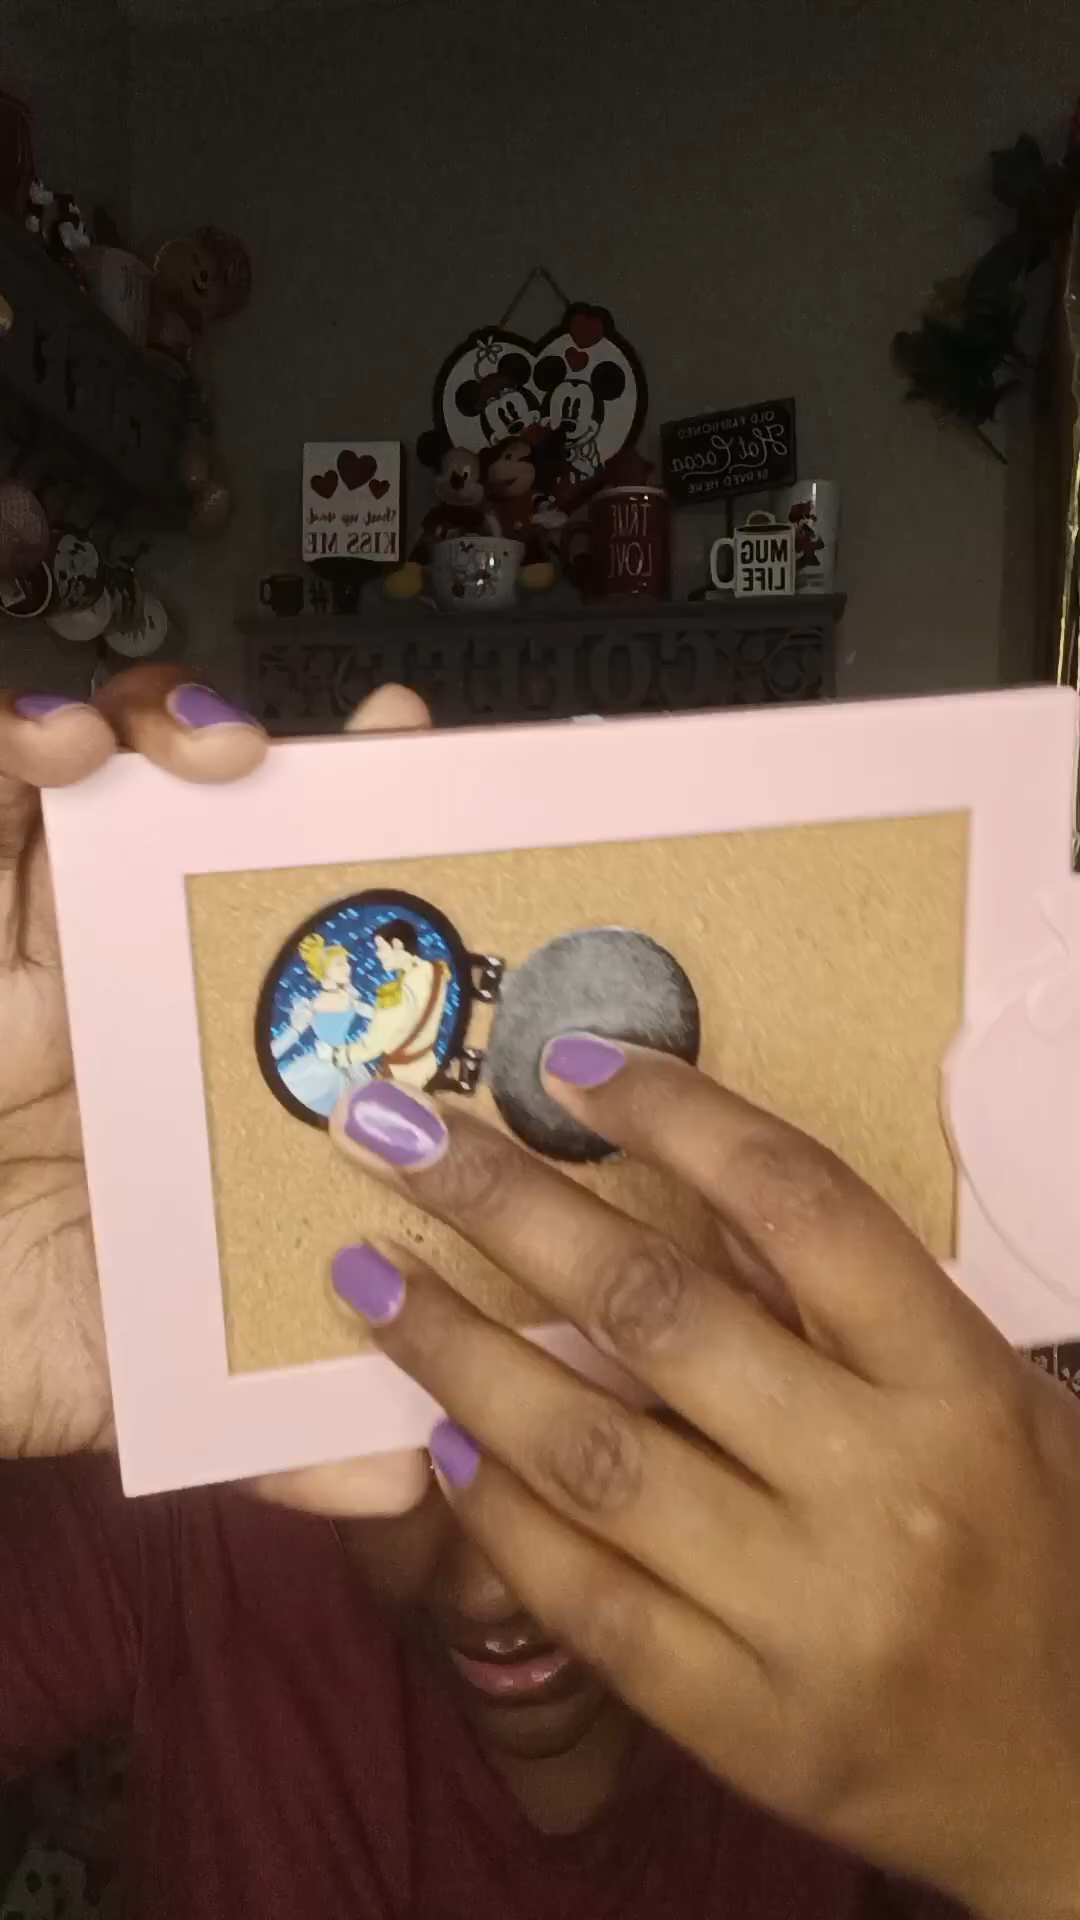 Shut up and
KISS ME
#
TRUE
LOVE
OLD FASHIONED
Hot Cocoa
SERVED HERE
MUG
LIFE